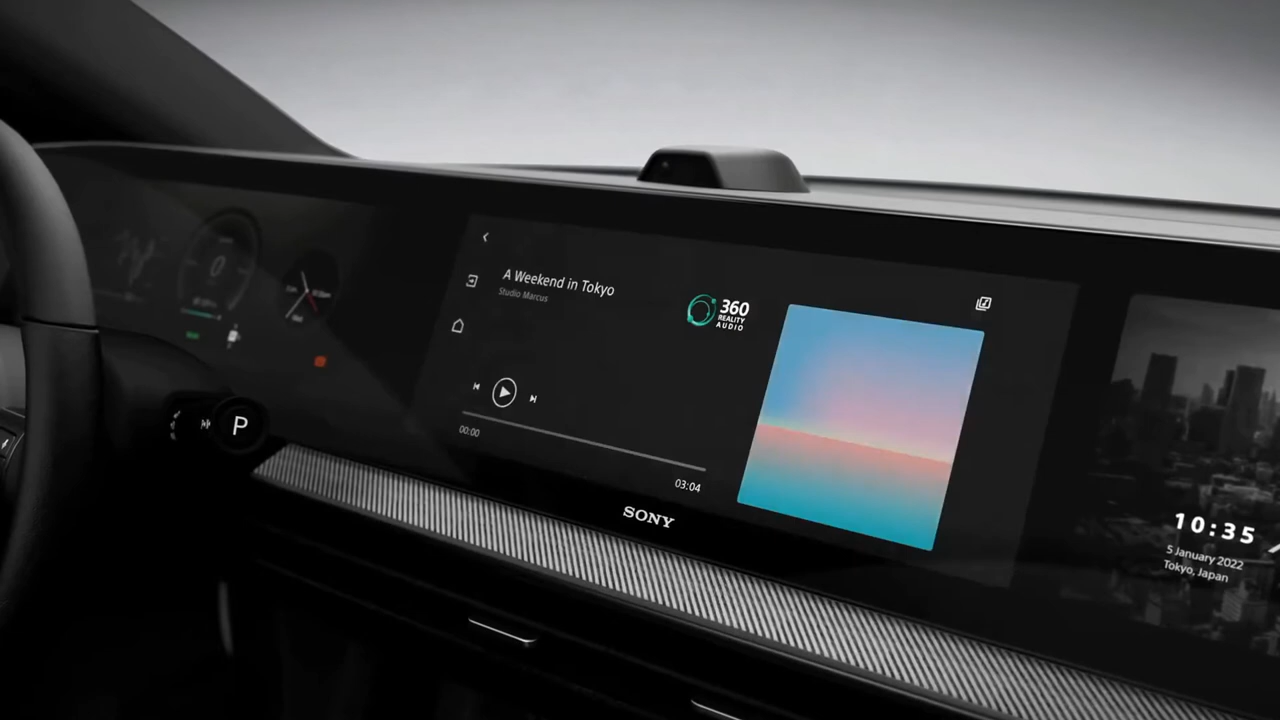 0
P
A Weekend in Tokyo
Studio Marcus
360
REALITY
AUDIO
00:00
03:04
SONY
10:35
5 January 2022
Tokyo, Japan